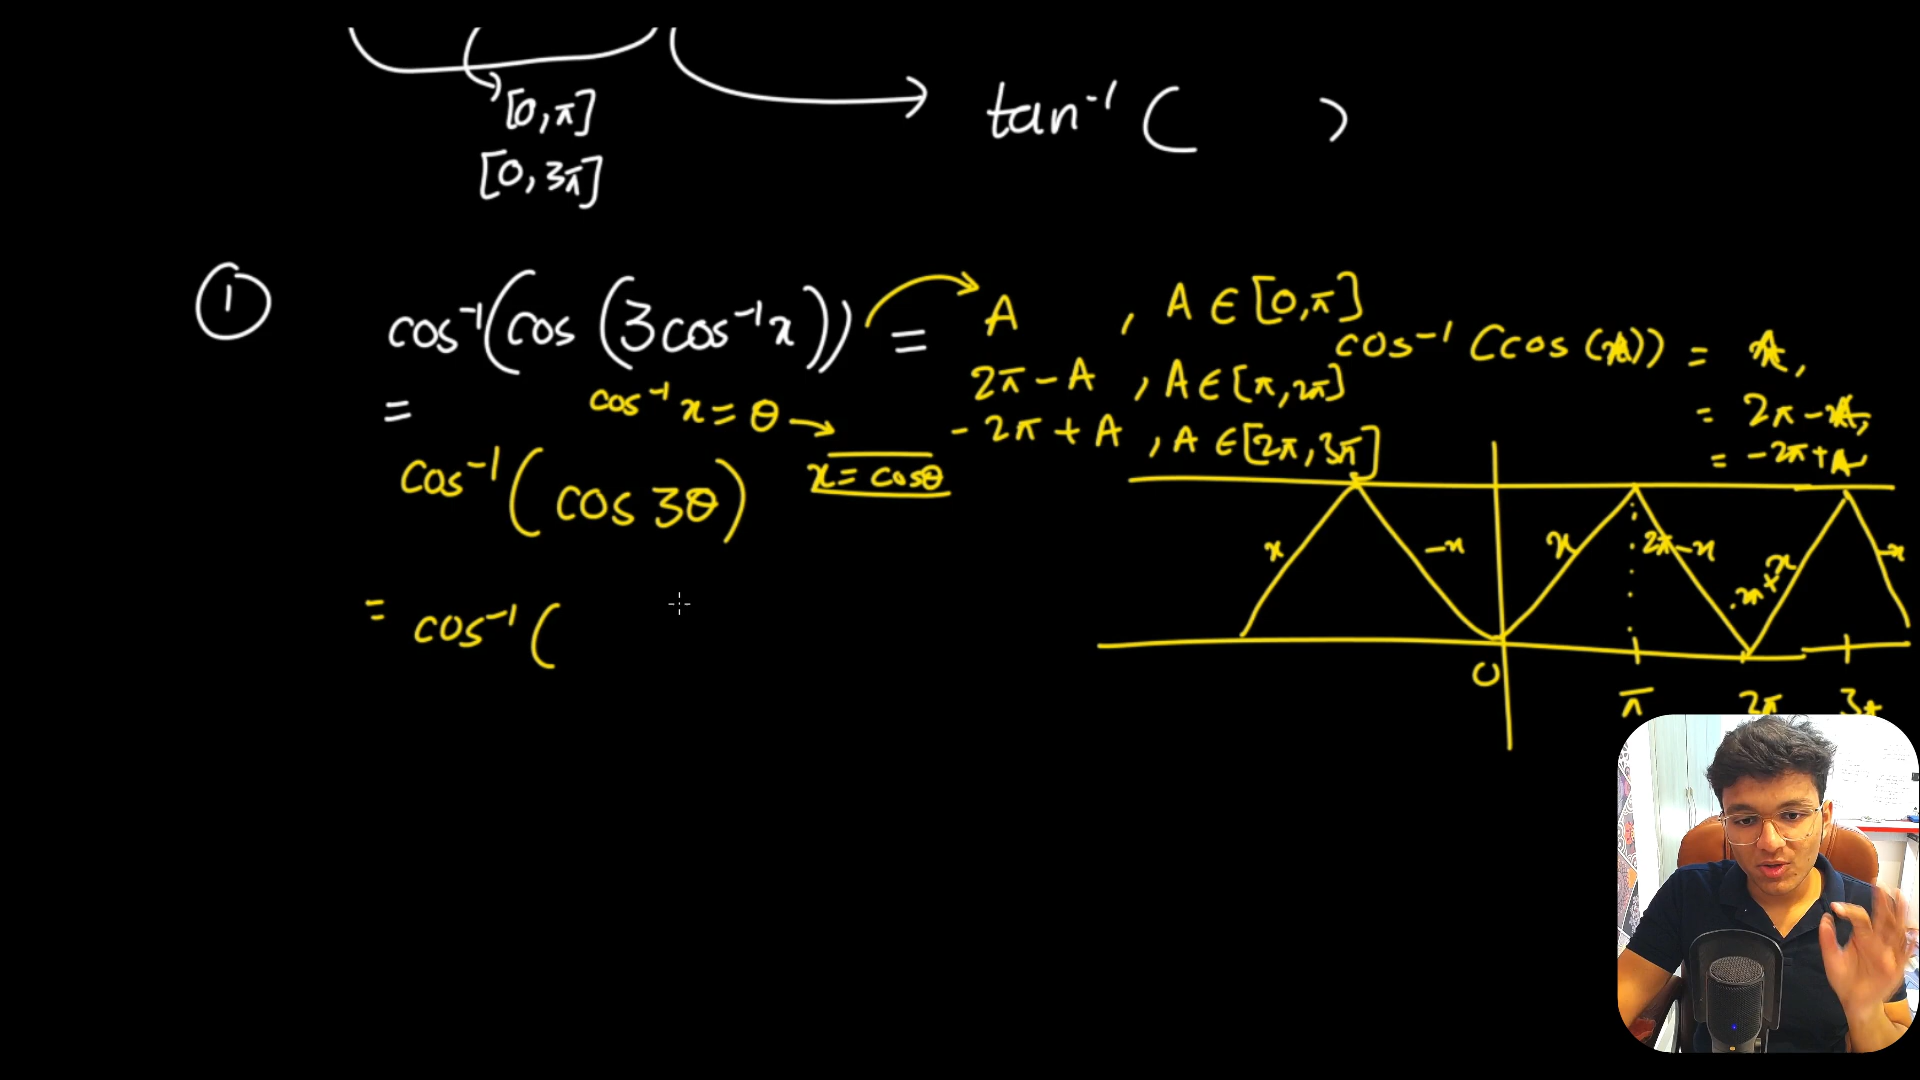 [0, π]
[0, 3π]
tan⁻¹ (     )
①
cos⁻¹(cos (3cos⁻¹x)) = A , A ∈ [0,π]
2π - A , A ∈ [π, 2π]
- 2π + A , A ∈ [2π, 3π]
=
cos⁻¹ x = θ →
x = cosθ
cos⁻¹ ( cos 3θ )
= cos⁻¹ (
cos⁻¹ (cos (A)) = A,
= 2π - A,
= -2π + A
x
-x
x
2π - x
-2π + x
-x
0
π
2π
3π